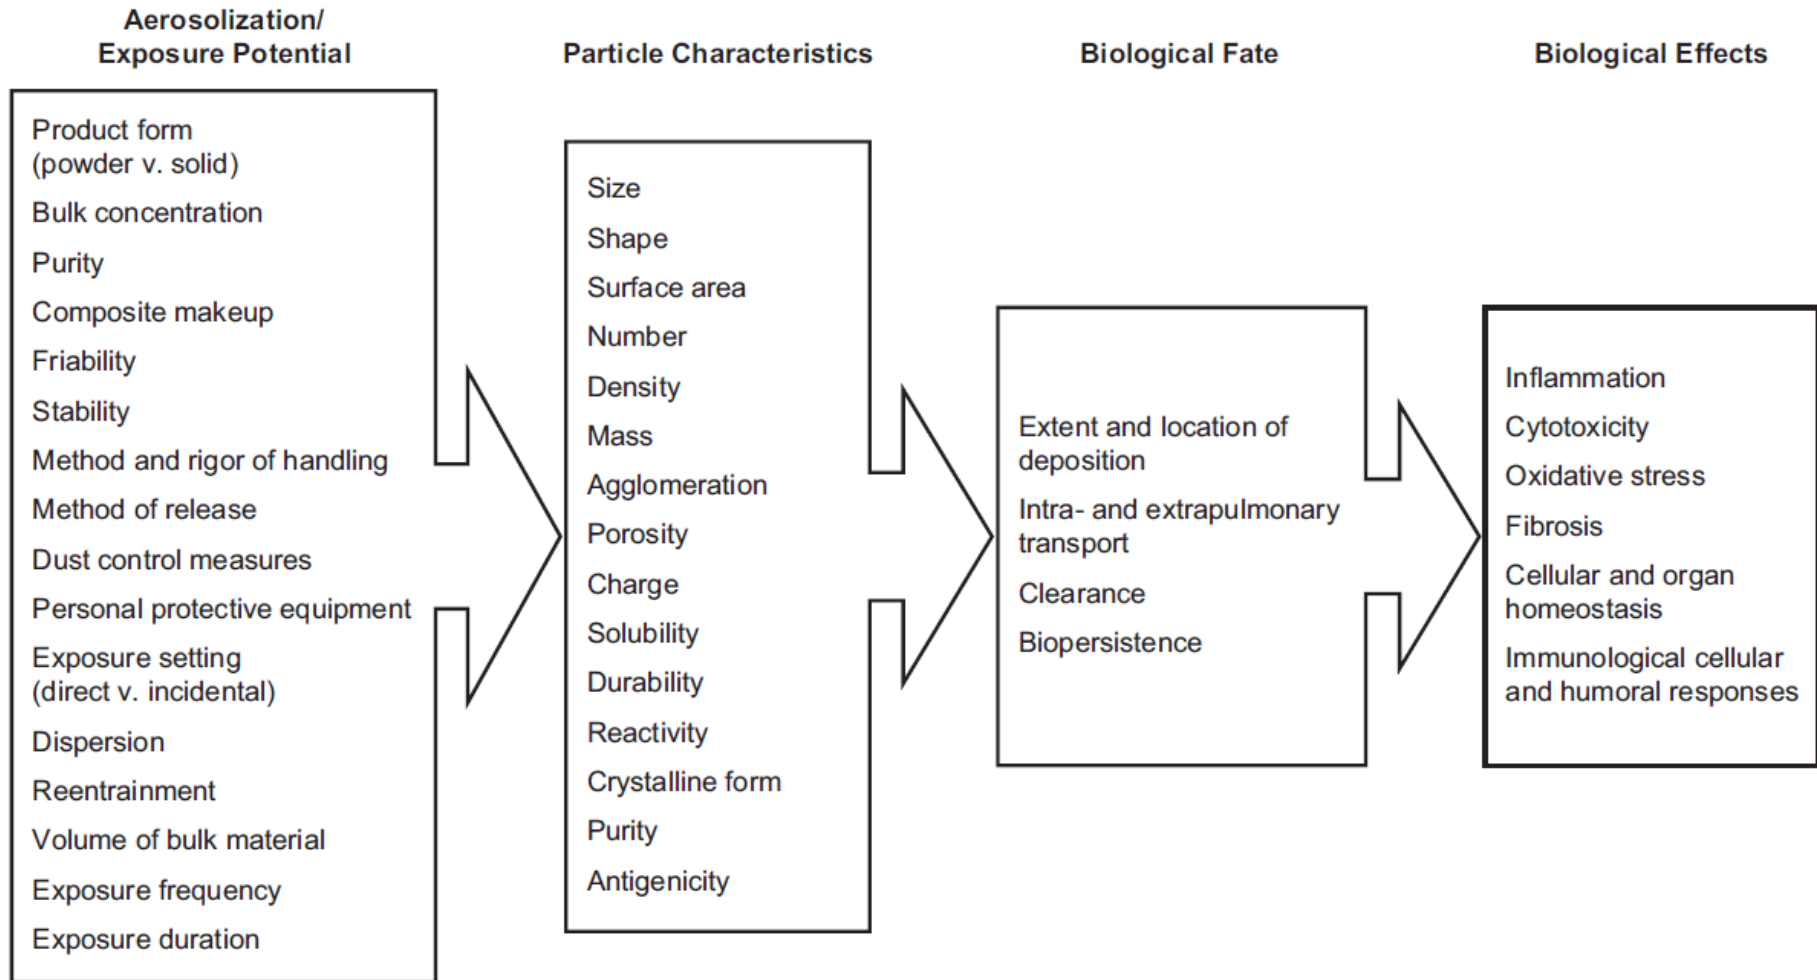 Aerosolization/
Exposure Potential
Particle Characteristics
Biological Fate
Biological Effects
Product form
(powder v. solid)
Bulk concentration
Purity
Composite makeup
Friability
Stability
Method and rigor of handling
Method of release
Dust control measures
Personal protective equipment
Exposure setting
(direct v. incidental)
Dispersion
Reentrainment
Volume of bulk material
Exposure frequency
Exposure duration
Size
Shape
Surface area
Number
Density
Mass
Agglomeration
Porosity
Charge
Solubility
Durability
Reactivity
Crystalline form
Purity
Antigenicity
Extent and location of
deposition
Intra- and extrapulmonary
transport
Clearance
Biopersistence
Inflammation
Cytotoxicity
Oxidative stress
Fibrosis
Cellular and organ
homeostasis
Immunological cellular
and humoral responses